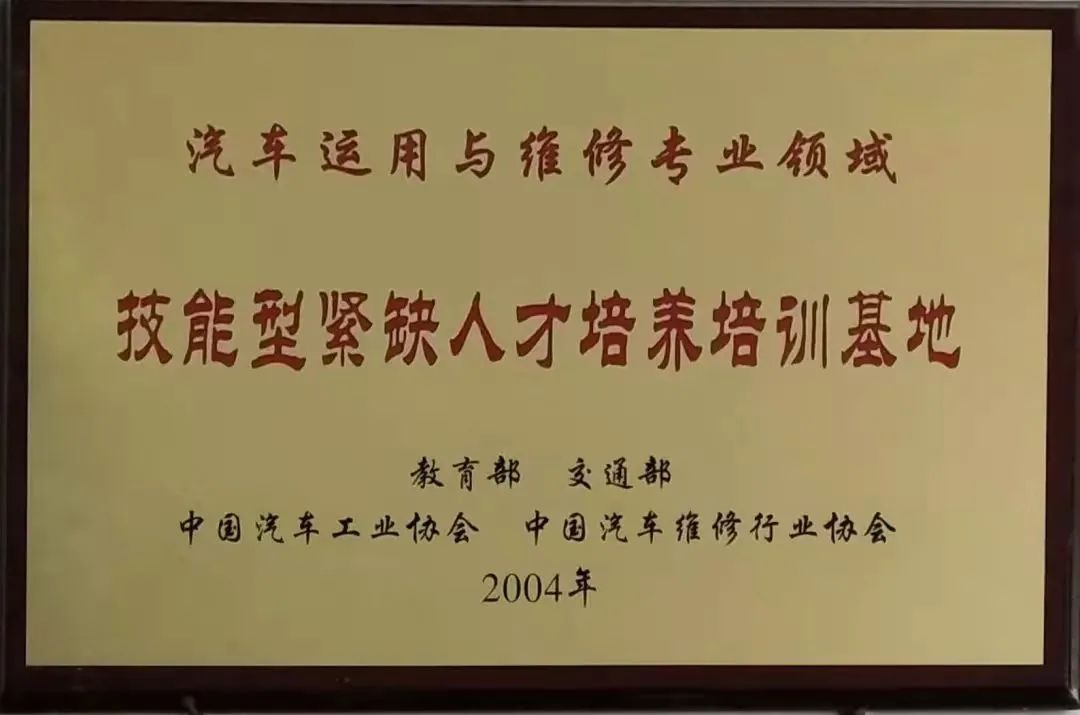 汽车运用与维修专业领域
技能型紧缺人才培养培训基地
教育部 交通部
中国汽车工业协会 中国汽车维修行业协会
2004年